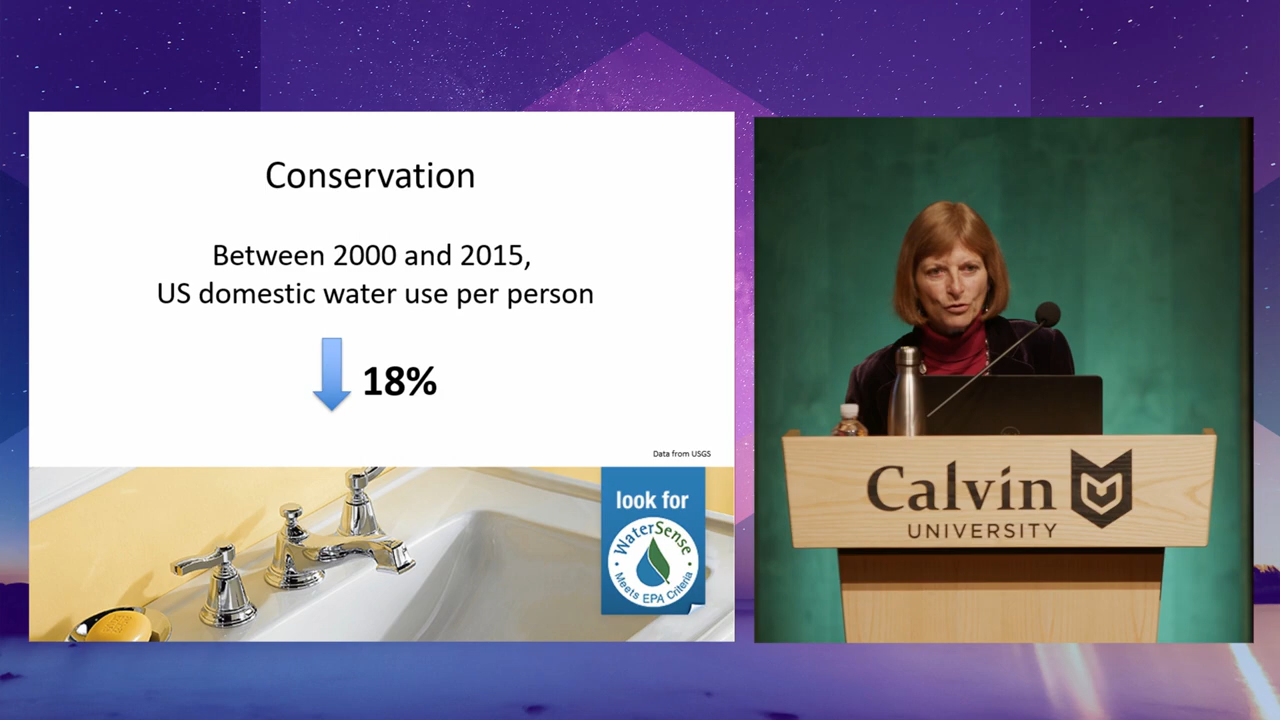 Conservation
Between 2000 and 2015,
US domestic water use per person
18%
Data from USGS
look for
WaterSense
Meets EPA Criteria
Calvin
UNIVERSITY